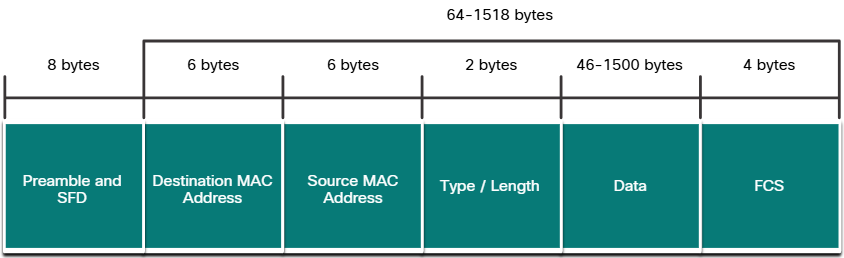 64-1518 bytes
8 bytes
6 bytes
6 bytes
2 bytes
46-1500 bytes
4 bytes
Preamble and
SFD
Destination MAC
Address
Source MAC
Address
Type / Length
Data
FCS